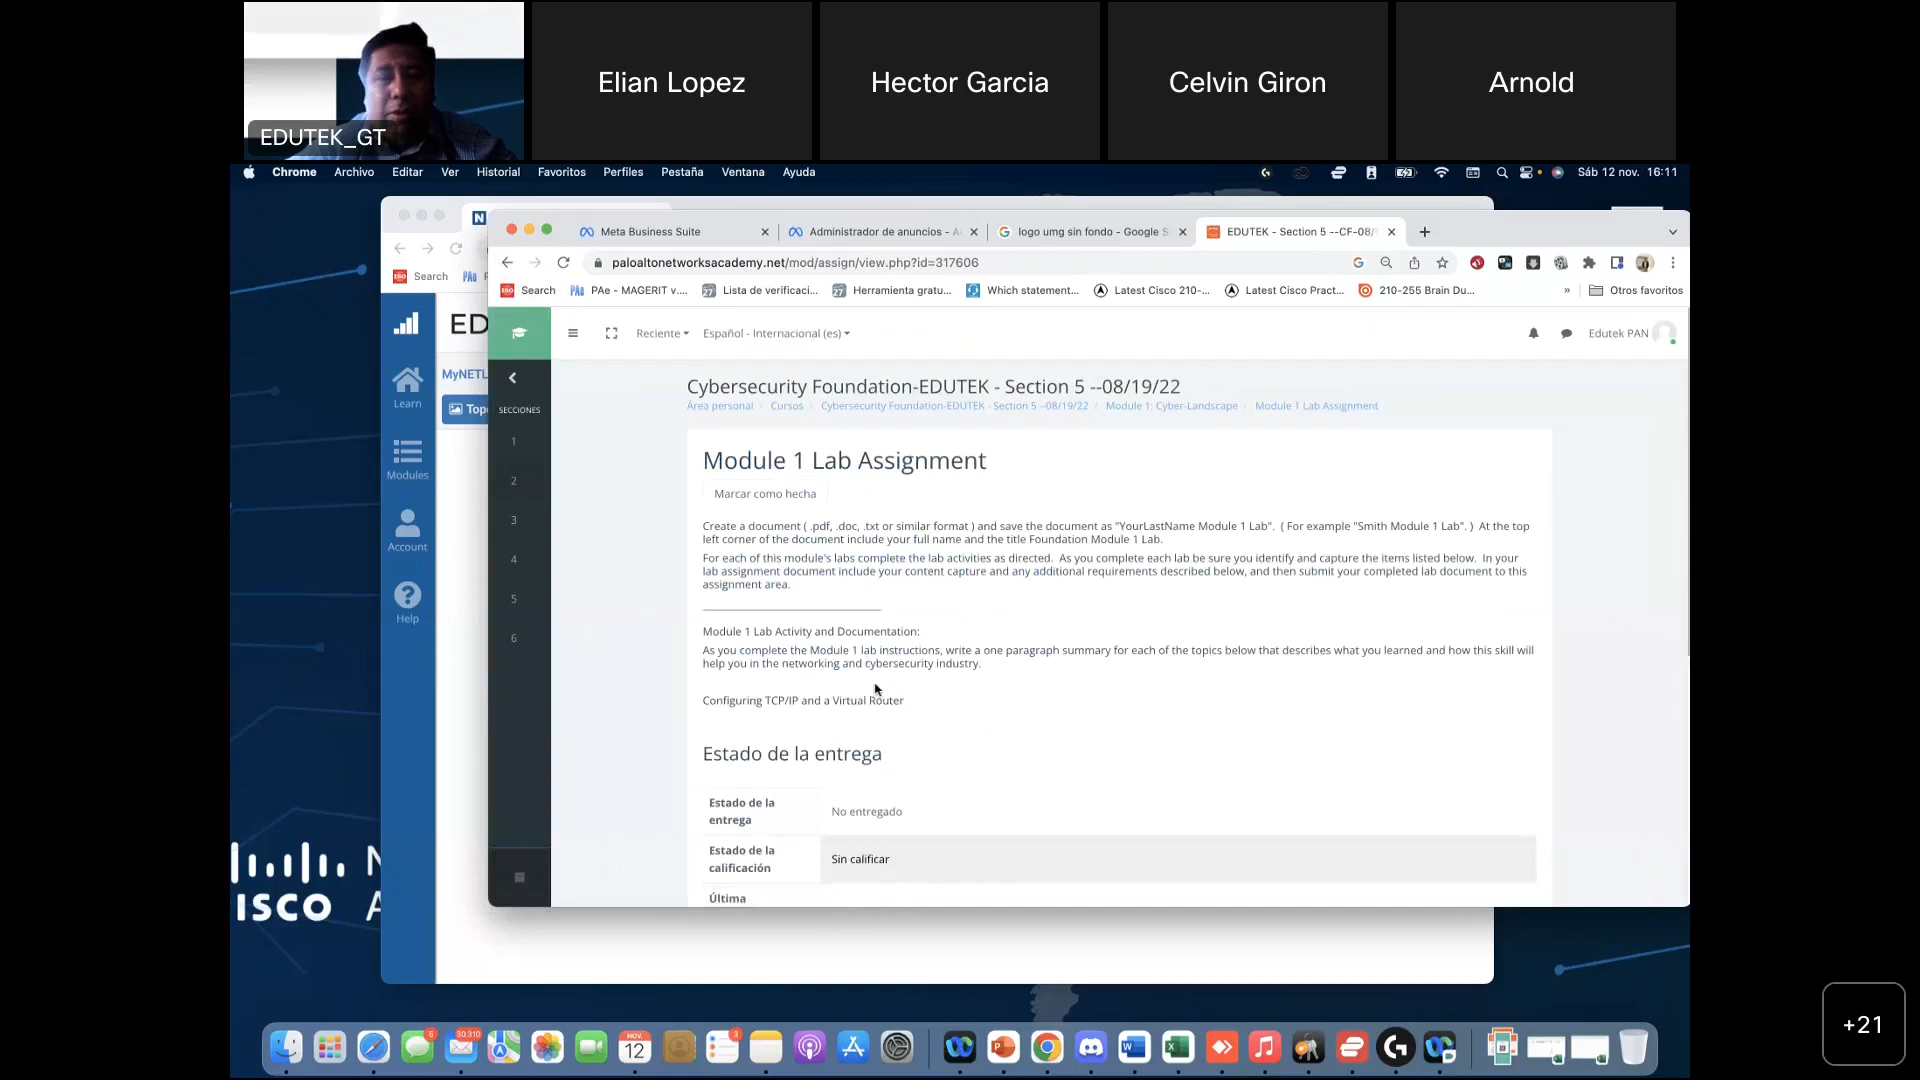 EDUTEK_GT
Elian Lopez
Hector Garcia
Celvin Giron
Arnold
Chrome Archivo Editar Ver Historial Favoritos Perfiles Pestaña Ventana Ayuda
Sáb 12 nov. 16:11
Meta Business Suite
Administrador de anuncios - A
logo umg sin fondo - Google S
EDUTEK - Section 5 --CF-08/1
paloaltonetworksacademy.net/mod/assign/view.php?id=317606
Search
Search
PAe - MAGERIT v....
Lista de verificaci...
Herramienta gratu...
Which statement...
Latest Cisco 210-...
Latest Cisco Pract...
210-255 Brain Du...
»
Otros favoritos
ED
MyNETL
Topo
Learn
Modules
Account
Help
Reciente
Español - Internacional (es)
Edutek PAN
SECCIONES
1
2
3
4
5
6
Cybersecurity Foundation-EDUTEK - Section 5 --08/19/22
Área personal / Cursos / Cybersecurity Foundation-EDUTEK - Section 5 --08/19/22 / Module 1: Cyber-Landscape / Module 1 Lab Assignment
Module 1 Lab Assignment
Marcar como hecha
Create a document ( .pdf, .doc, .txt or similar format ) and save the document as "YourLastName Module 1 Lab". ( For example "Smith Module 1 Lab". ) At the top
left corner of the document include your full name and the title Foundation Module 1 Lab.
For each of this module's labs complete the lab activities as directed. As you complete each lab be sure you identify and capture the items listed below. In your
lab assignment document include your content capture and any additional requirements described below, and then submit your completed lab document to this
assignment area.
Module 1 Lab Activity and Documentation:
As you complete the Module 1 lab instructions, write a one paragraph summary for each of the topics below that describes what you learned and how this skill will
help you in the networking and cybersecurity industry.
Configuring TCP/IP and a Virtual Router
Estado de la entrega
Estado de la
entrega
No entregado
Estado de la
calificación
Sin calificar
Última
N
ISCO A
NOV.
12
5
30,310
3
+21